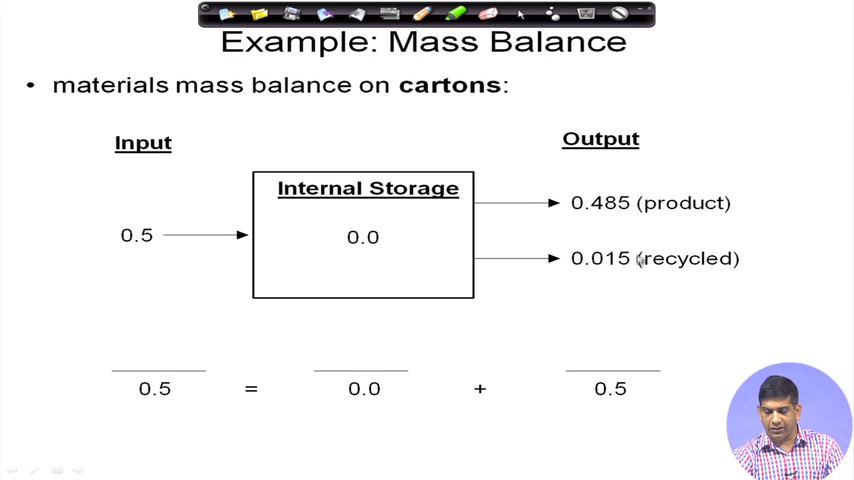 Example: Mass Balance
• materials mass balance on cartons:
Input
Output
Internal Storage
0.485 (product)
0.5
0.0
0.015 (recycled)
0.5 = 0.0 + 0.5